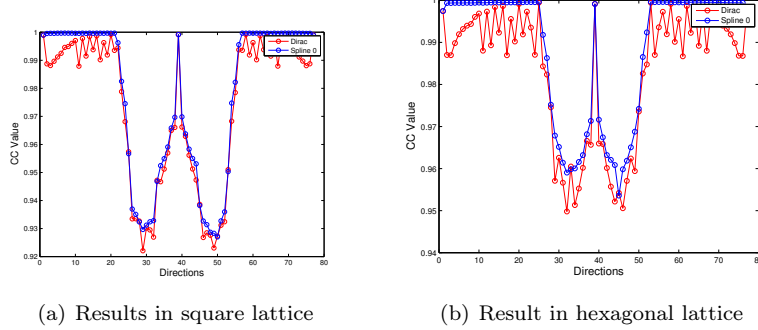 1
0.99
0.98
0.97
0.96
0.95
0.94
0.93
0.92
CC Value
0 10 20 30 40 50 60 70 80
Directions
Dirac
Spline 0
(a) Results in square lattice
0.99
0.98
0.97
0.96
0.95
0.94
CC Value
0 10 20 30 40 50 60 70 80
Directions
Dirac
Spline 0
(b) Result in hexagonal lattice